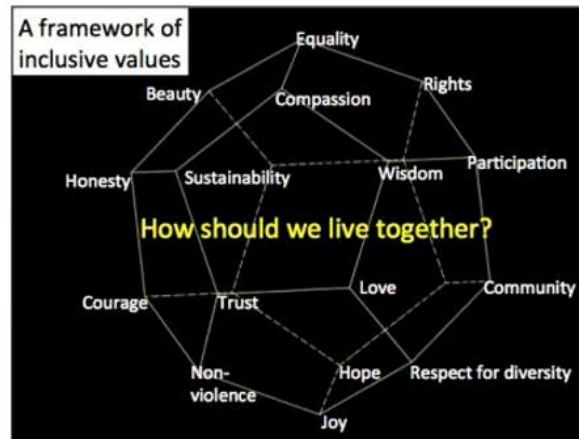 A framework of
inclusive values
Equality
Beauty
Compassion
Rights
Honesty
Sustainability
Wisdom
Participation
How should we live together?
Courage
Trust
Love
Community
Non-
violence
Hope
Respect for diversity
Joy